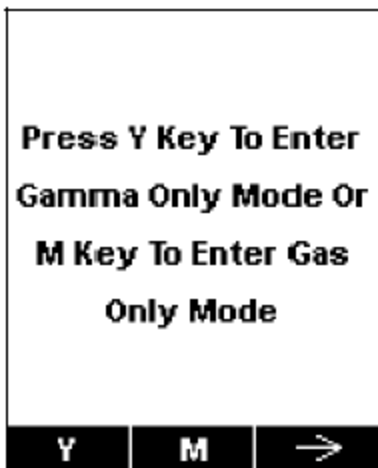 Press Y Key To Enter
Gamma Only Mode Or
M Key To Enter Gas
Only Mode
Y M →